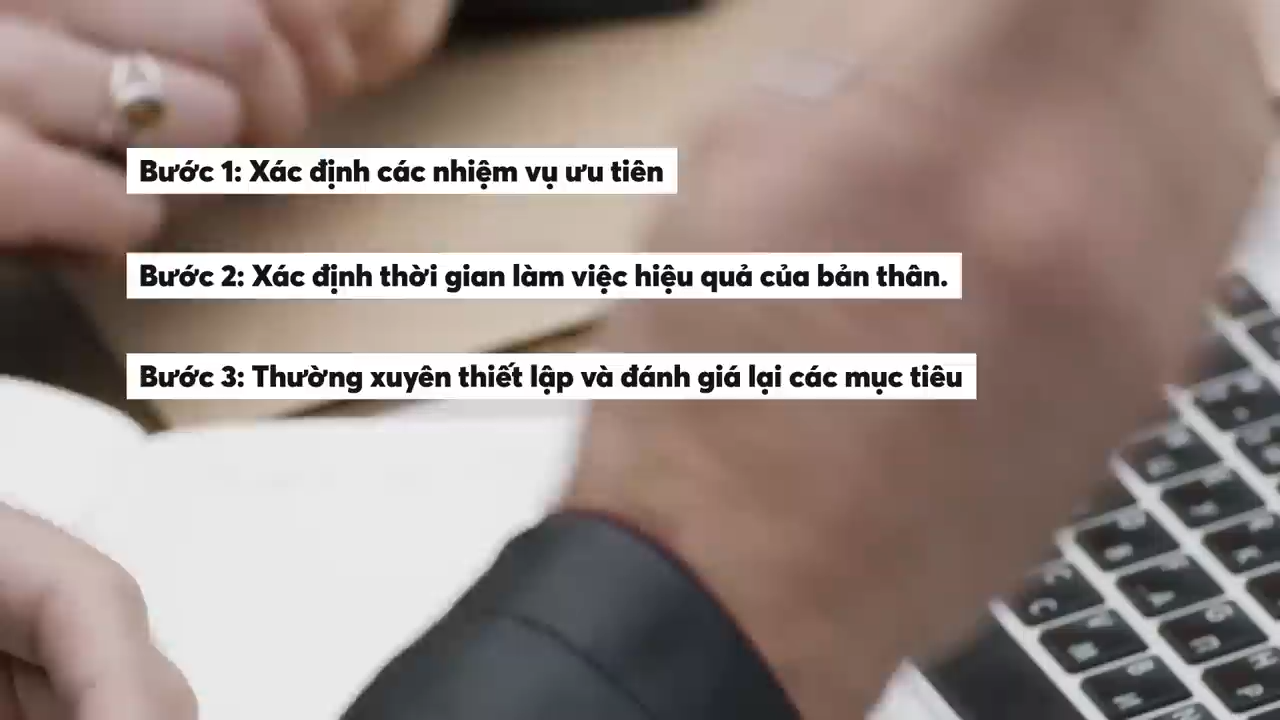 Bước 1: Xác định các nhiệm vụ ưu tiên
Bước 2: Xác định thời gian làm việc hiệu quả của bản thân.
Bước 3: Thường xuyên thiết lập và đánh giá lại các mục tiêu